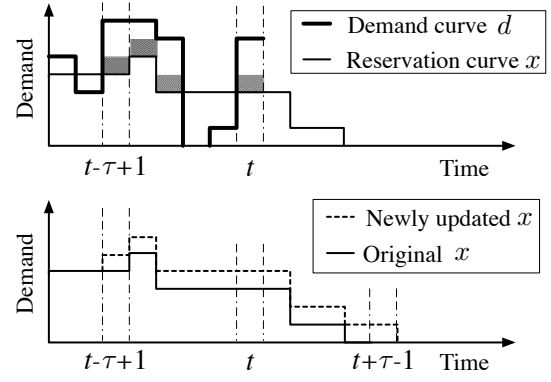 Demand
Demand curve d
Reservation curve x
t-τ+1
t
Time
Demand
Newly updated x
Original x
t-τ+1
t
t+τ-1
Time